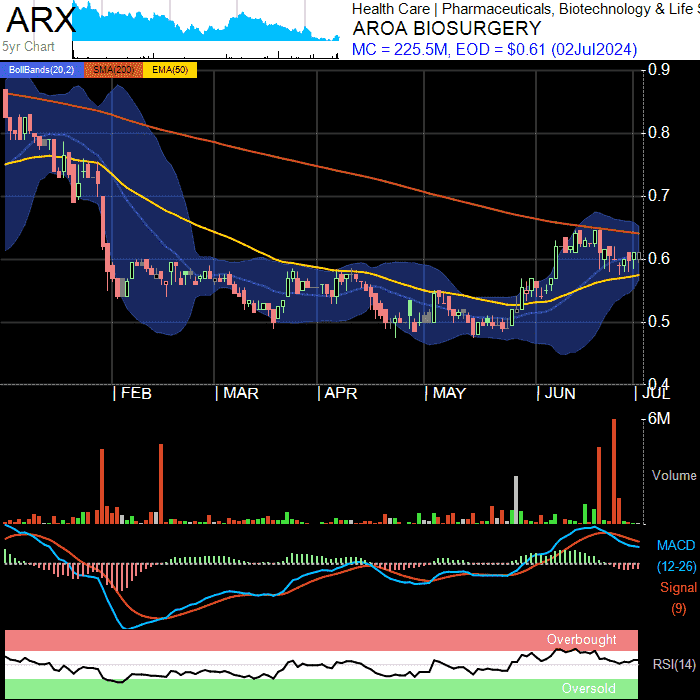 ARX
5yr Chart
Health Care | Pharmaceuticals, Biotechnology & Life S
AROA BIOSURGERY
MC = 225.5M, EOD = $0.61 (02Jul2024)
BollBands(20,2) SMA(200) EMA(50)
0.9
0.8
0.7
0.6
0.5
0.4
FEB MAR APR MAY JUN JUL
6M
Volume
MACD
(12-26)
Signal
(9)
Overbought
RSI(14)
Oversold